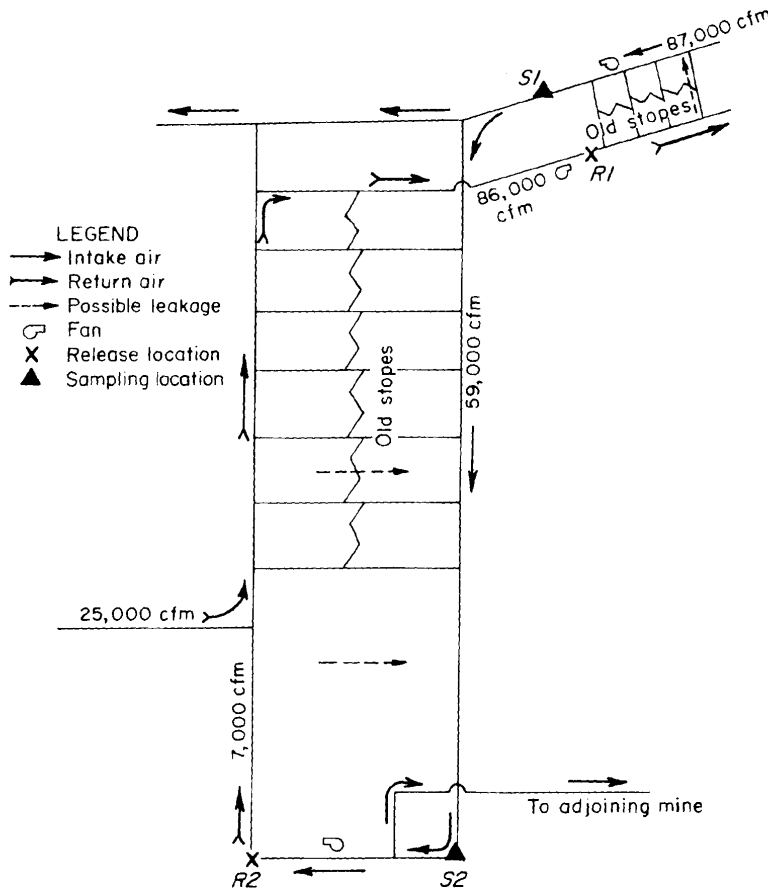 87,000 cfm
S1
Old stopes
R1
86,000
cfm
LEGEND
Intake air
Return air
Possible leakage
Fan
Release location
Sampling location
59,000 cfm
Old stopes
25,000 cfm
7,000 cfm
To adjoining mine
R2
S2